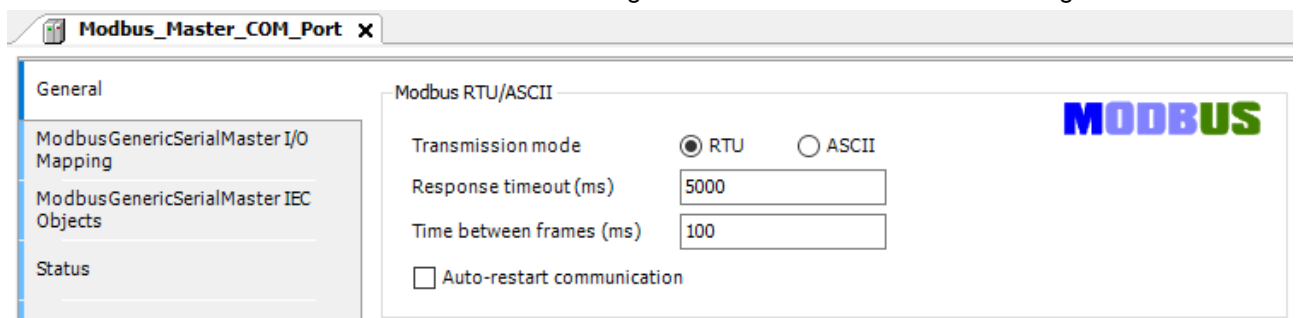 Modbus_Master_COM_Port x
General
ModbusGenericSerialMaster I/O
Mapping
ModbusGenericSerialMaster IEC
Objects
Status
Modbus RTU/ASCII
MODBUS
Transmission mode RTU ASCII
Response timeout (ms) 5000
Time between frames (ms) 100
Auto-restart communication